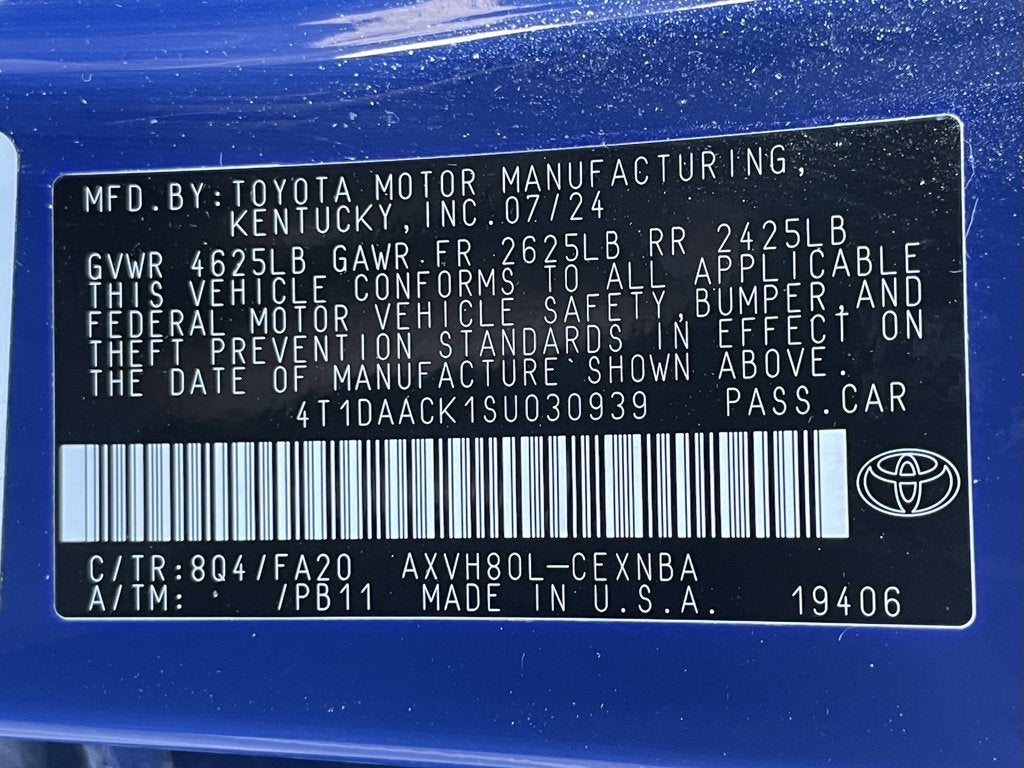 MFD.BY:TOYOTA MOTOR MANUFACTURING,
KENTUCKY,INC.07/24
GVWR 4625LB GAWR FR 2625LB RR 2425LB
THIS VEHICLE CONFORMS TO ALL APPLICABLE
FEDERAL MOTOR VEHICLE SAFETY,BUMPER,AND
THEFT PREVENTION STANDARDS IN EFFECT ON
THE DATE OF MANUFACTURE SHOWN ABOVE.
4T1DAACK1SU030939 PASS.CAR
C/TR:8Q4/FA20 AXVH80L-CEXNBA
A/TM: /PB11 MADE IN U.S.A. 19406